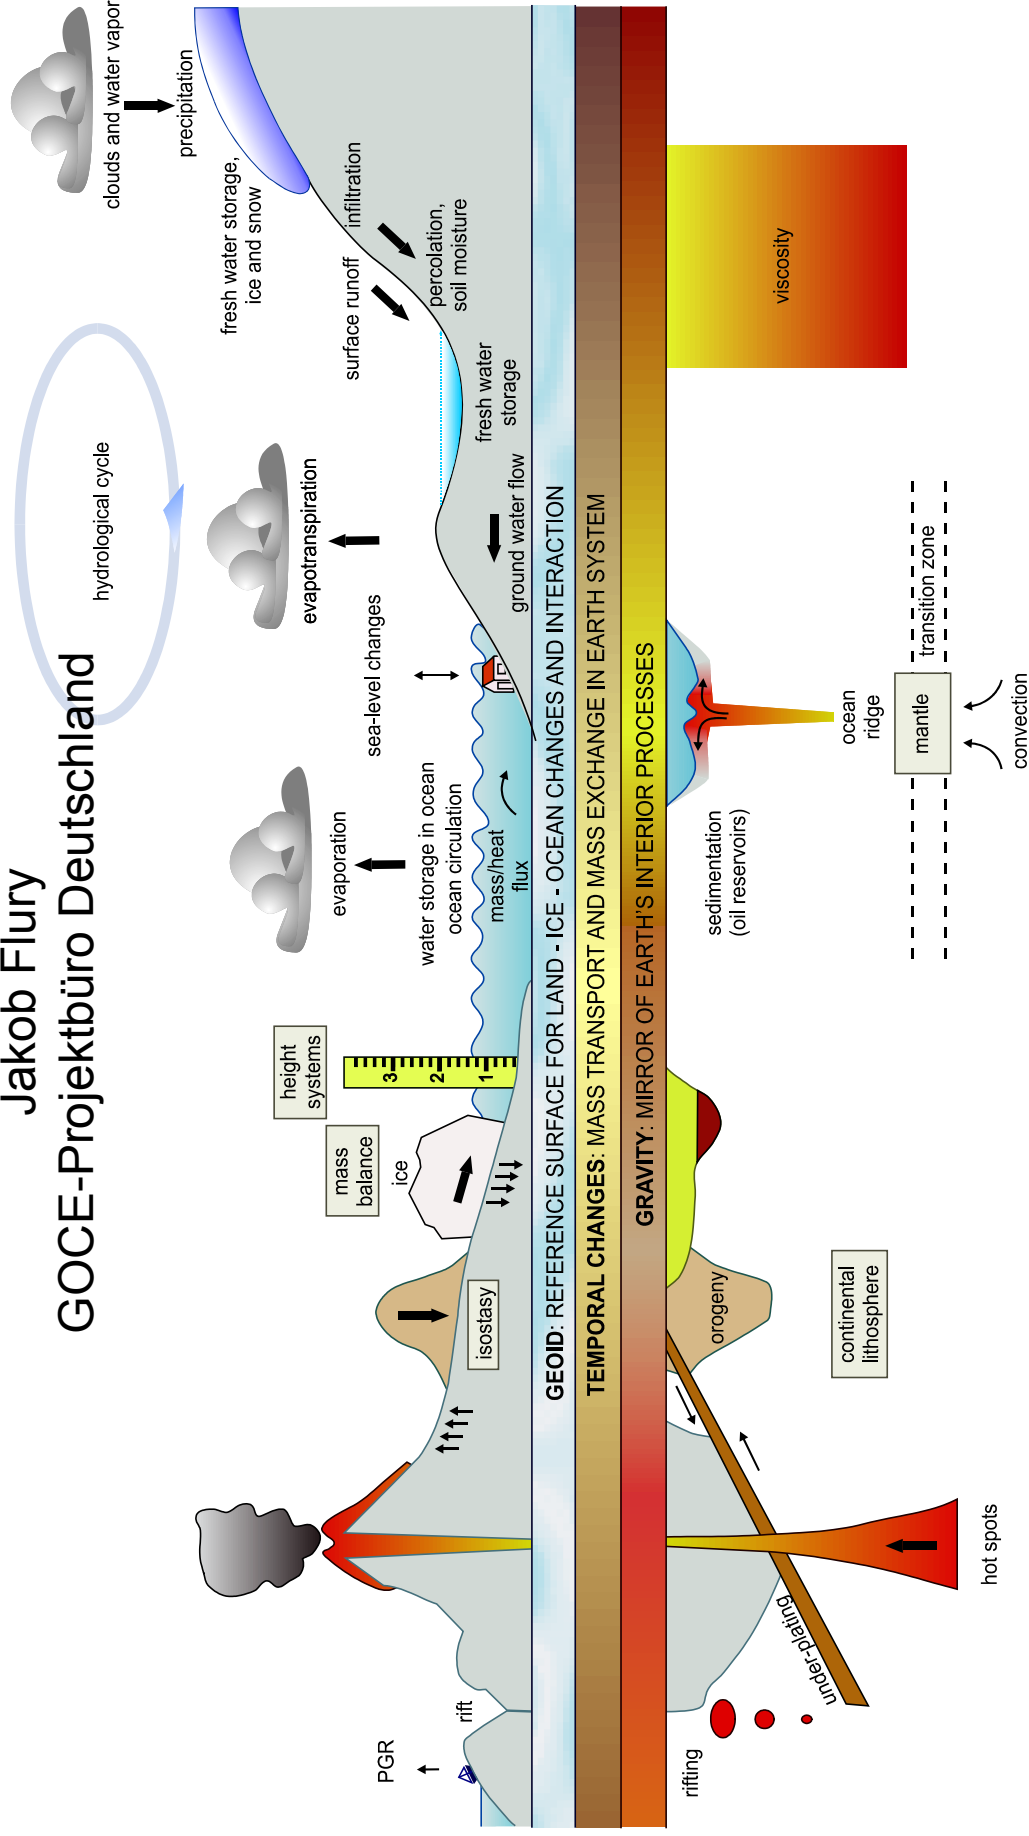 Jakob Flury
GOCE-Projektbüro Deutschland
clouds and water vapor
precipitation
fresh water storage,
ice and snow
infiltration
surface runoff
percolation,
soil moisture
fresh water
storage
ground water flow
hydrological cycle
evapotranspiration
sea-level changes
evaporation
water storage in ocean
ocean circulation
mass/heat
flux
height
systems
3
2
1
mass
balance
ice
isostasy
rift
PGR
GEOID: REFERENCE SURFACE FOR LAND - ICE - OCEAN CHANGES AND INTERACTION
TEMPORAL CHANGES: MASS TRANSPORT AND MASS EXCHANGE IN EARTH SYSTEM
GRAVITY: MIRROR OF EARTH'S INTERIOR PROCESSES
rifting
under-plating
hot spots
orogeny
continental
lithosphere
sedimentation
(oil reservoirs)
ocean
ridge
mantle
transition zone
convection
viscosity